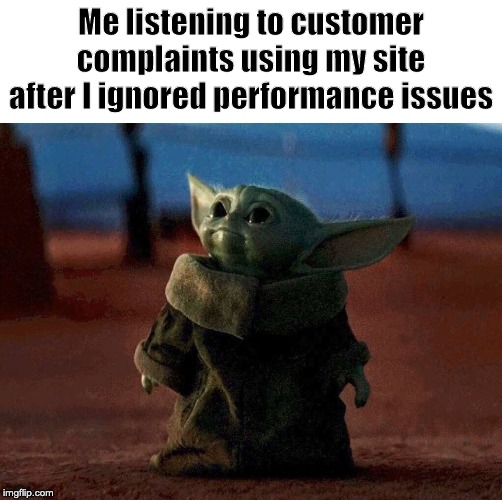 Me listening to customer
complaints using my site
after I ignored performance issues
imgflip.com